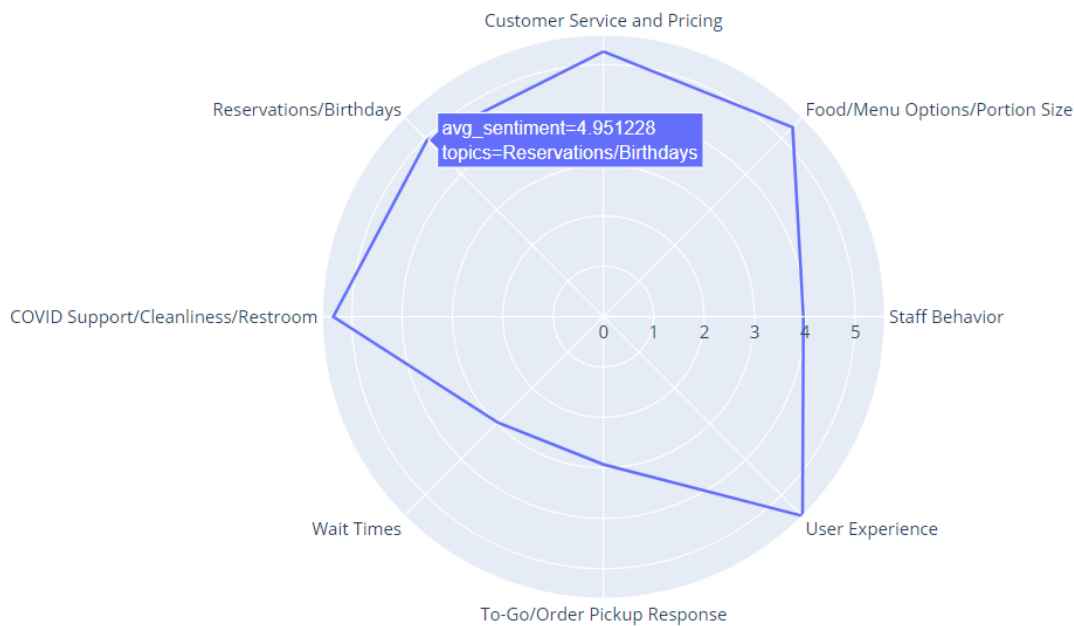 Customer Service and Pricing
Reservations/Birthdays
Food/Menu Options/Portion Size
avg_sentiment=4.951228
topics=Reservations/Birthdays
COVID Support/Cleanliness/Restroom
Staff Behavior
0 1 2 3 4 5
Wait Times
User Experience
To-Go/Order Pickup Response